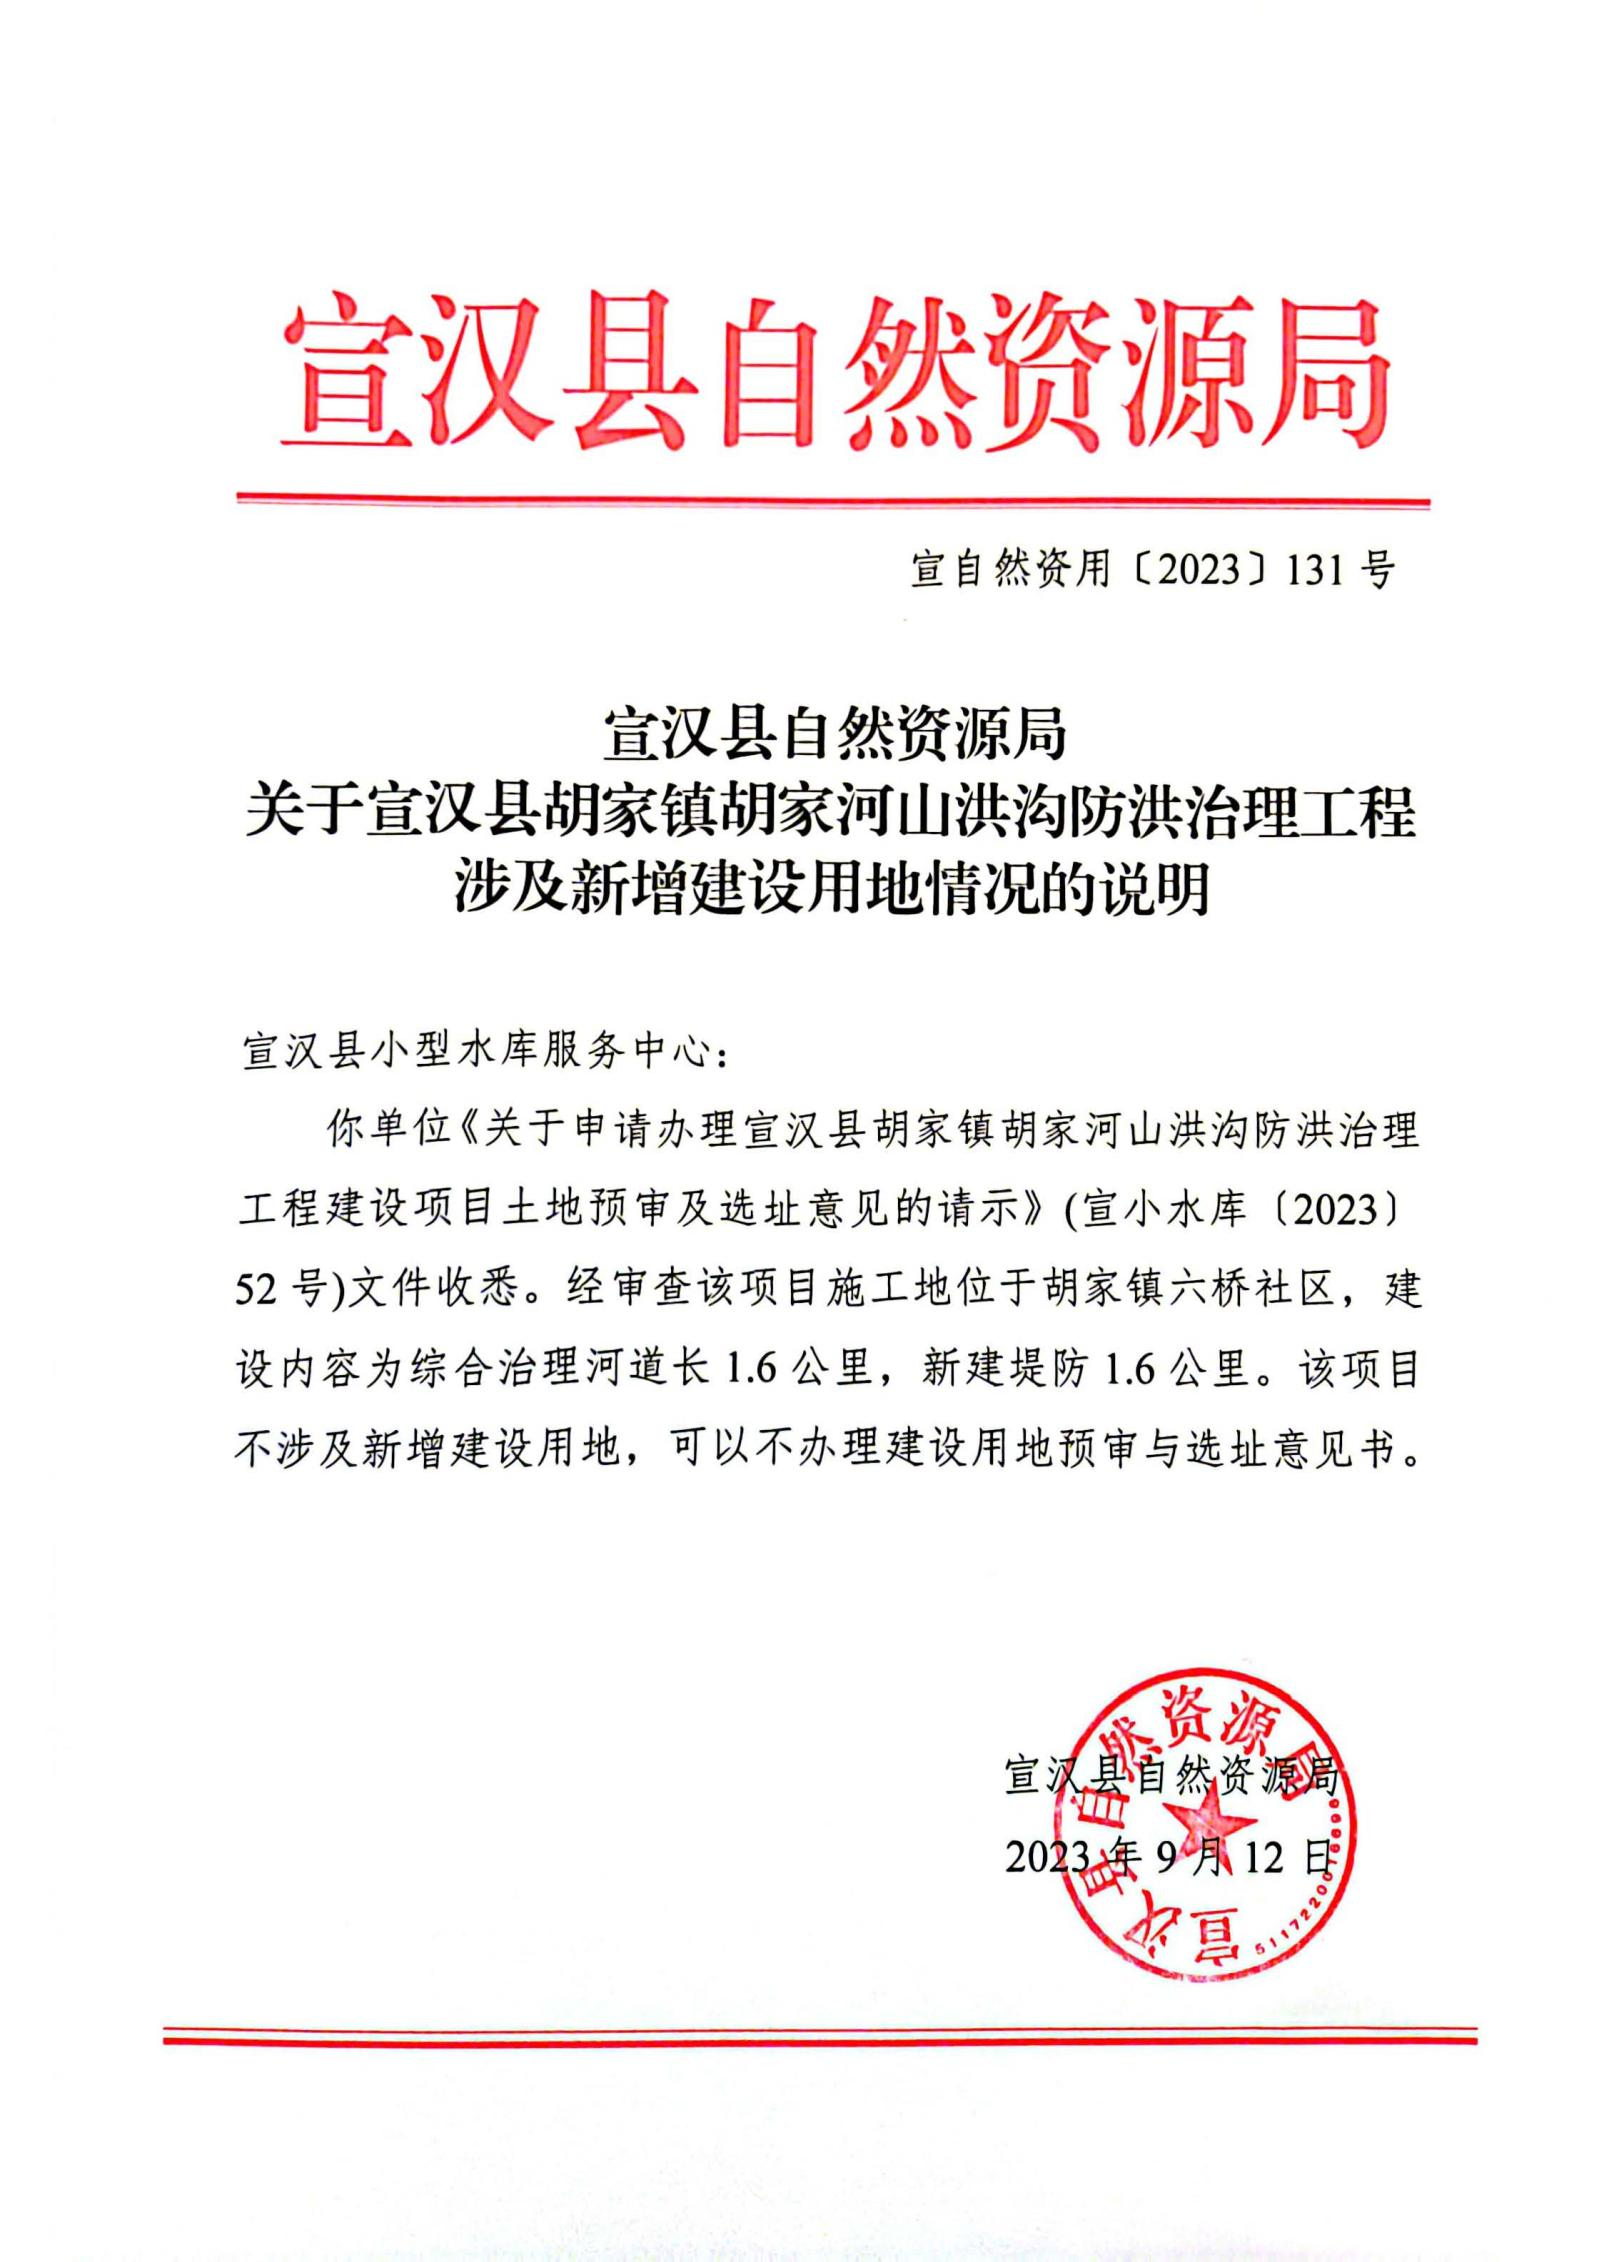 宣汉县自然资源局
宣自然资用〔2023〕131 号
宣汉县自然资源局
关于宣汉县胡家镇胡家河山洪沟防洪治理工程
涉及新增建设用地情况的说明
宣汉县小型水库服务中心：
你单位《关于申请办理宣汉县胡家镇胡家河山洪沟防洪治理
工程建设项目土地预审及选址意见的请示》(宣小水库〔2023〕
52 号)文件收悉。经审查该项目施工地位于胡家镇六桥社区，建
设内容为综合治理河道长 1.6 公里，新建堤防 1.6 公里。该项目
不涉及新增建设用地，可以不办理建设用地预审与选址意见书。
宣汉县自然资源局
2023 年 9 月 12 日
宣汉县自然资源局